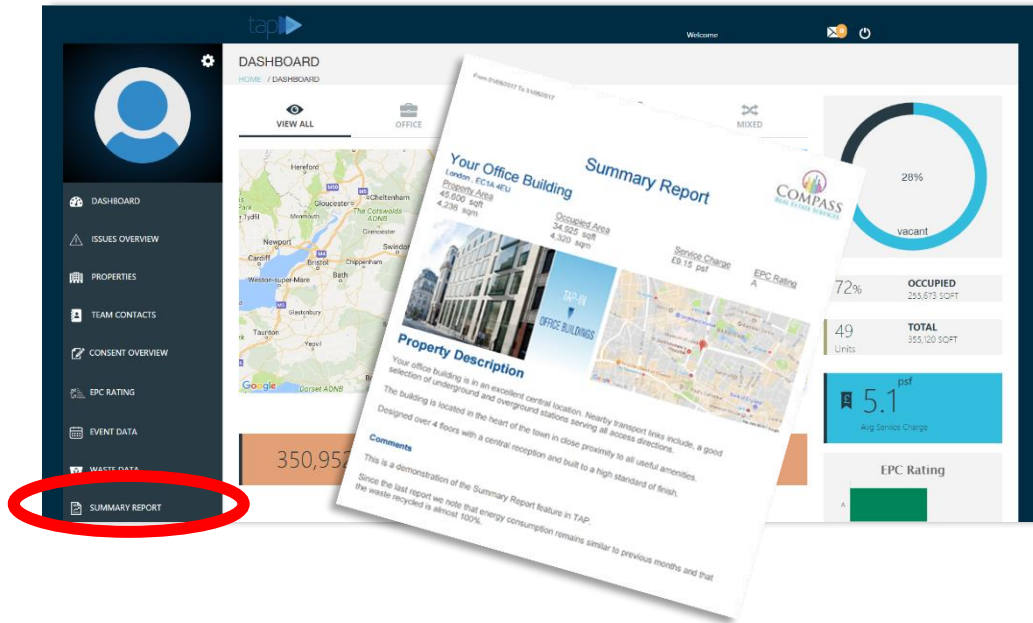 tap
Welcome
DASHBOARD
HOME / DASHBOARD
VIEW ALL
OFFICE
MIXED
DASHBOARD
ISSUES OVERVIEW
PROPERTIES
TEAM CONTACTS
CONSENT OVERVIEW
EPC RATING
EVENT DATA
WASTE DATA
SUMMARY REPORT
Hereford
M50
Gloucester
Cheltenham
The Cotswolds
AONB
Tydfil
Monmouth
Cirencester
Newport
Swindon
Cardiff
Bristol
Chippenham
Weston-super-Mare
Bath
Glastonbury
Taunton
Yeovil
Google
Dorset AONB
350,952
28%
vacant
72%
OCCUPIED
255,673 SQFT
49
Units
TOTAL
355,120 SQFT
5.1 psf
Avg Service Charge
EPC Rating
A
From 01/05/2017 To 31/05/2017
Summary Report
COMPASS
REAL ESTATE SERVICES
Your Office Building
London , EC1A 4EU
Property Area
45,600 sqft
4,236 sqm
Occupied Area
34,925 sqft
4,320 sqm
Service Charge
£9.15 psf
EPC Rating
A
TAP-IN
OFFICE BUILDINGS
Property Description
Your office building is in an excellent central location. Nearby transport links include, a good
selection of underground and overground stations serving all access directions.
The building is located in the heart of the town in close proximity to all useful amenities.
Designed over 4 floors with a central reception and built to a high standard of finish.
Comments
This is a demonstration of the Summary Report feature in TAP.
Since the last report we note that energy consumption remains similar to previous months and that
the waste recycled is almost 100%.